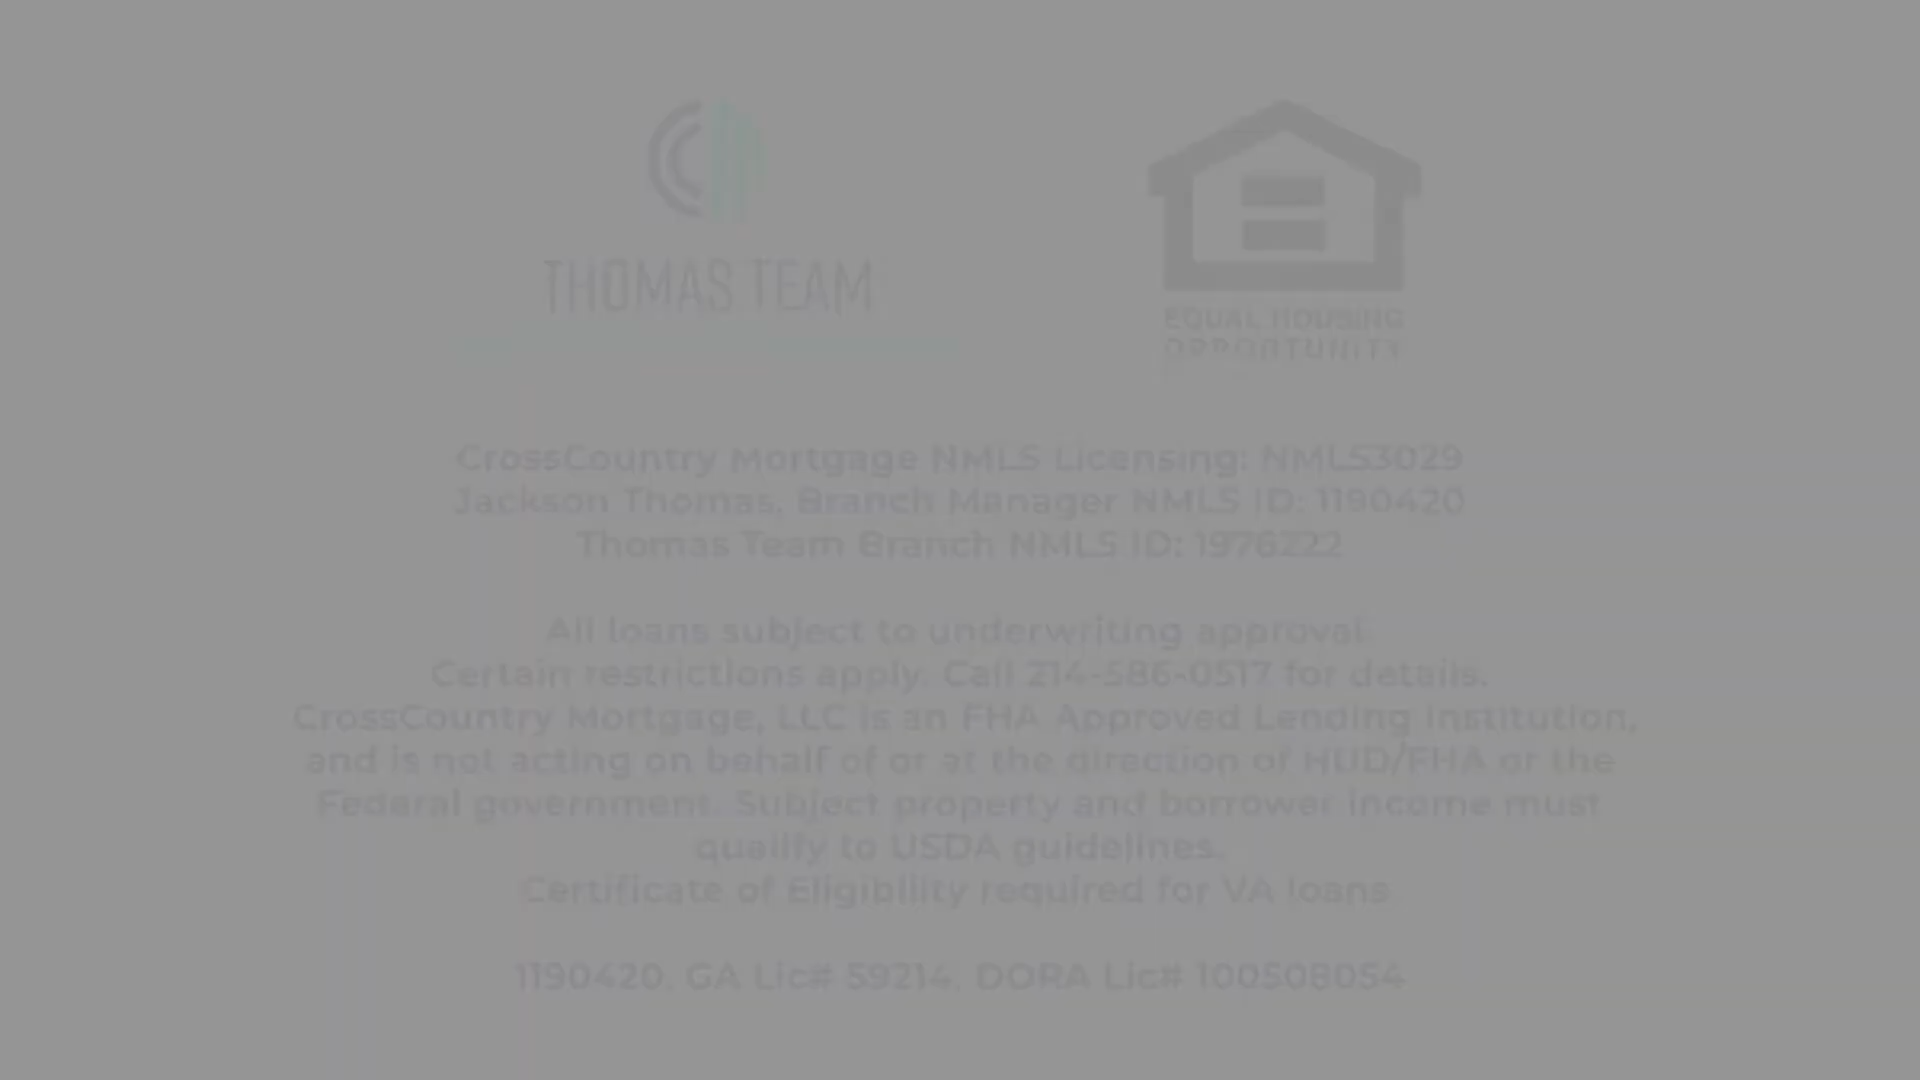 THOMAS TEAM
EQUAL HOUSING
OPPORTUNITY
CrossCountry Mortgage NMLS Licensing: NMLS3029
Jackson Thomas, Branch Manager NMLS ID: 1190420
Thomas Team Branch NMLS ID: 1976222
All loans subject to underwriting approval.
Certain restrictions apply. Call 214-586-0517 for details.
CrossCountry Mortgage, LLC is an FHA Approved Lending Institution,
and is not acting on behalf of or at the direction of HUD/FHA or the
Federal government. Subject property and borrower income must
qualify to USDA guidelines.
Certificate of Eligibility required for VA loans
1190420, GA Lic# 59214, DORA Lic# 100508054